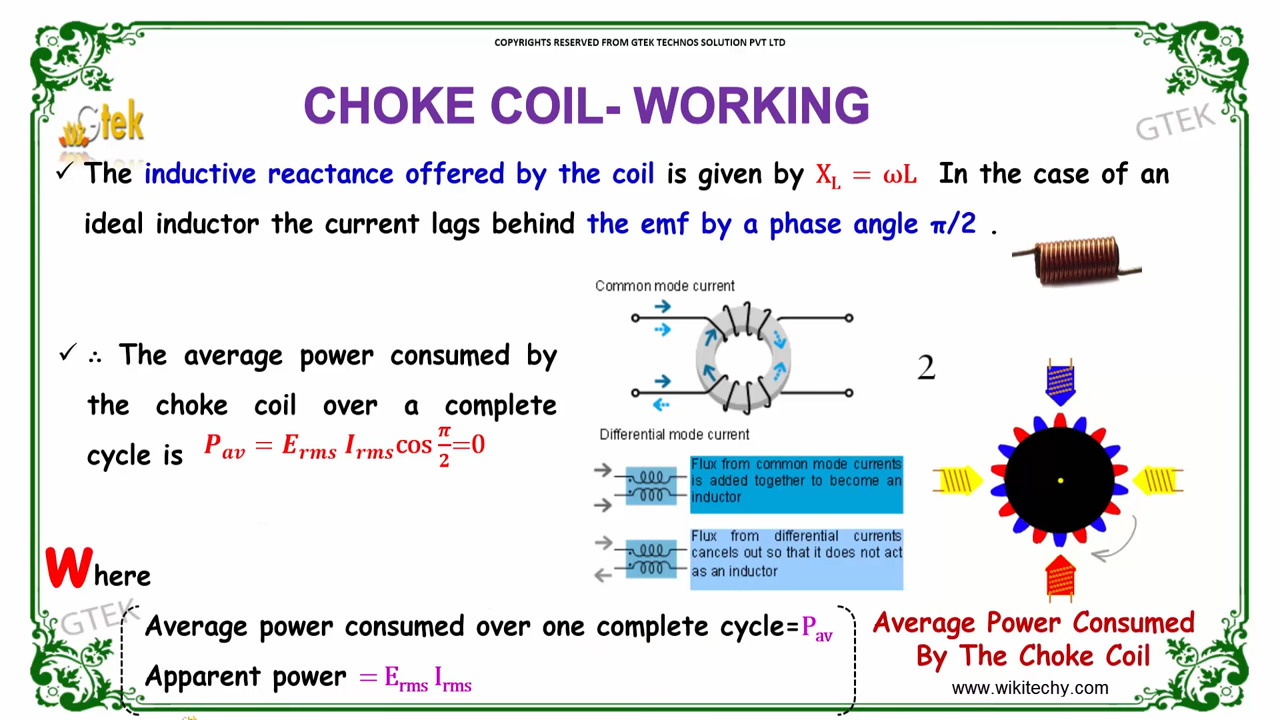 COPYRIGHTS RESERVED FROM GTEK TECHNOS SOLUTION PVT LTD
CHOKE COIL- WORKING
Gtek
GTEK
✓ The inductive reactance offered by the coil is given by X_L = ωL In the case of an
ideal inductor the current lags behind the emf by a phase angle π/2 .
Common mode current
✓ ∴ The average power consumed by
the choke coil over a complete
cycle is P_av = E_rms I_rms cos π/2 =0
2
Differential mode current
Flux from common mode currents
is added together to become an
inductor
Flux from differential currents
cancels out so that it does not act
as an inductor
Where
GTEK
Average power consumed over one complete cycle=P_av
Apparent power = E_rms I_rms
Average Power Consumed
By The Choke Coil
www.wikitechy.com